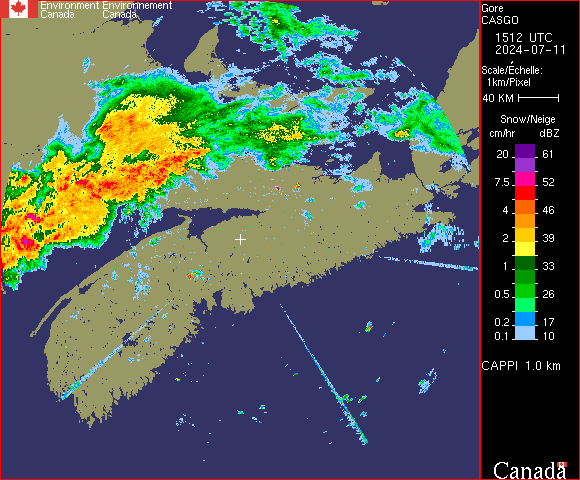 Environment Environnement
Canada Canada
Gore
CASGO
1512 UTC
2024-07-11
Scale/Échelle:
1km/Pixel
40 KM
Snow/Neige
cm/hr dBZ
20 61
7.5 52
4 46
2 39
1 33
0.5 26
0.2 17
0.1 10
CAPPI 1.0 km
Canada